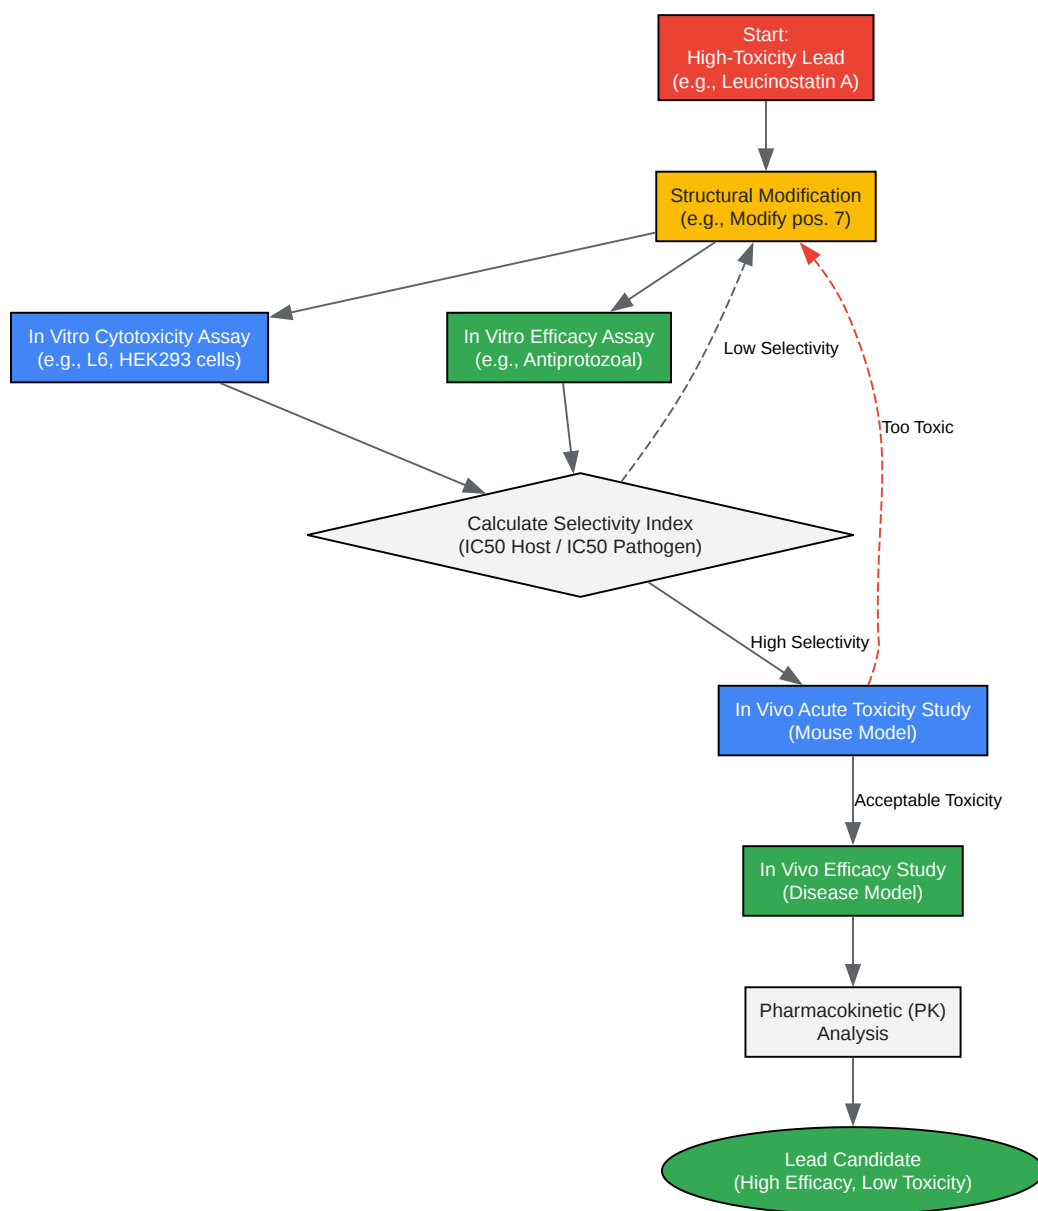 Start:
High-Toxicity Lead
(e.g., Leucinostatin A)
Structural Modification
(e.g., Modify pos. 7)
In Vitro Cytotoxicity Assay
(e.g., L6, HEK293 cells)
In Vitro Efficacy Assay
(e.g., Antiprotozoal)
Low Selectivity
Too Toxic
Calculate Selectivity Index
(IC50 Host / IC50 Pathogen)
High Selectivity
In Vivo Acute Toxicity Study
(Mouse Model)
Acceptable Toxicity
In Vivo Efficacy Study
(Disease Model)
Pharmacokinetic (PK)
Analysis
Lead Candidate
(High Efficacy, Low Toxicity)